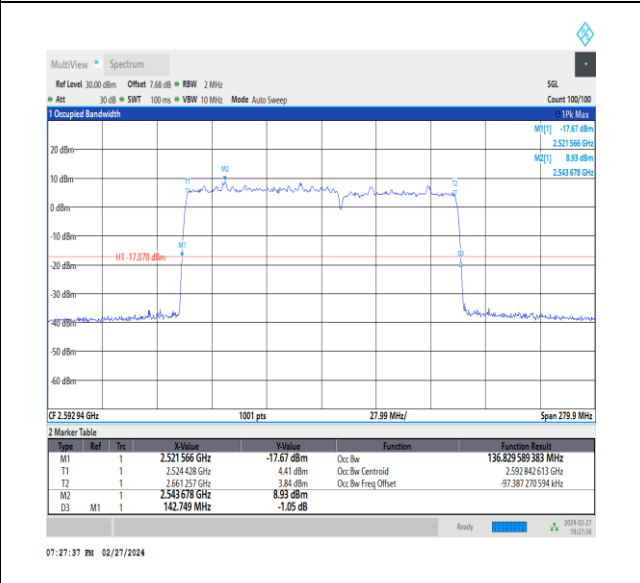 MultiView Spectrum
Ref Level 30.00 dBm Offset 7.68 dB RBW 2 MHz SGL
Att 30 dB SWT 100 ms VBW 10 MHz Mode Auto Sweep Count 100/100
1 Occupied Bandwidth 1Pk Max
M1[1] -17.67 dBm
2.521 566 GHz
M2[1] 8.93 dBm
2.543 678 GHz
20 dBm
M2
10 dBm
T1 T2
0 dBm
-10 dBm
M1
H1 -17.070 dBm
D3
-20 dBm
-30 dBm
-40 dBm
-50 dBm
-60 dBm
CF 2.592 94 GHz 1001 pts 27.99 MHz/ Span 279.9 MHz
2 Marker Table
Type Ref Trc X-Value Y-Value Function Function Result
M1 1 2.521 566 GHz -17.67 dBm Occ Bw 136.829 589 383 MHz
T1 1 2.524 428 GHz 4.41 dBm Occ Bw Centroid 2.592 842 613 GHz
T2 1 2.661 257 GHz 3.84 dBm Occ Bw Freq Offset -97.387 270 594 kHz
M2 1 2.543 678 GHz 8.93 dBm
D3 M1 1 142.749 MHz -1.05 dB
Ready 2024-02-27
19:27:36
07:27:37 PM 02/27/2024